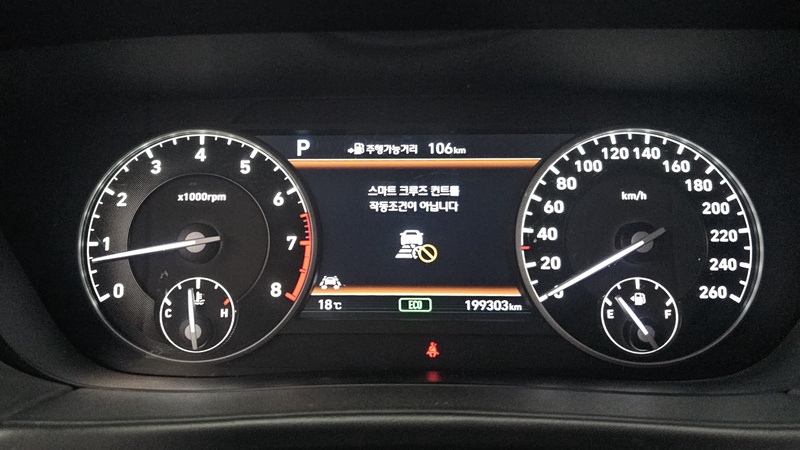 P 주행가능거리 106km
스마트 크루즈 컨트롤
작동조건이 아닙니다
18℃ ECO 199303km
0 1 2 3 4 5 6 7 8
x1000rpm
C H
0 20 40 60 80 100 120 140 160 180 200 220 240 260
km/h
E F